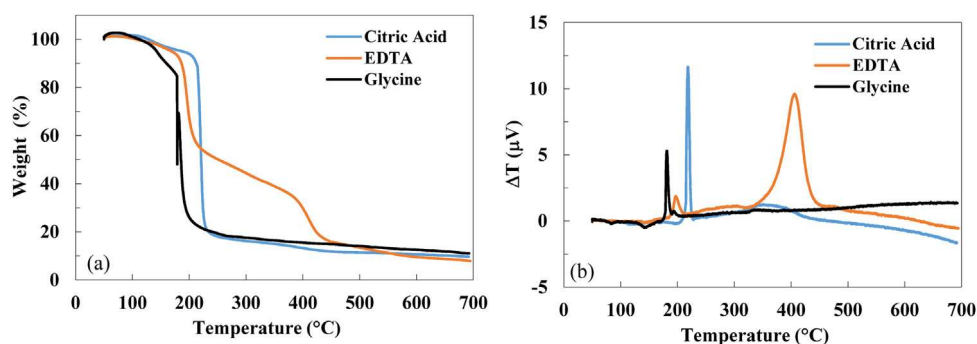 Citric Acid
EDTA
Glycine
100
80
60
40
20
0
Weight (%)
(a)
0 100 200 300 400 500 600 700
Temperature (°C)
Citric Acid
EDTA
Glycine
15
10
5
0
-5
ΔT (µV)
(b)
0 100 200 300 400 500 600 700
Temperature (°C)